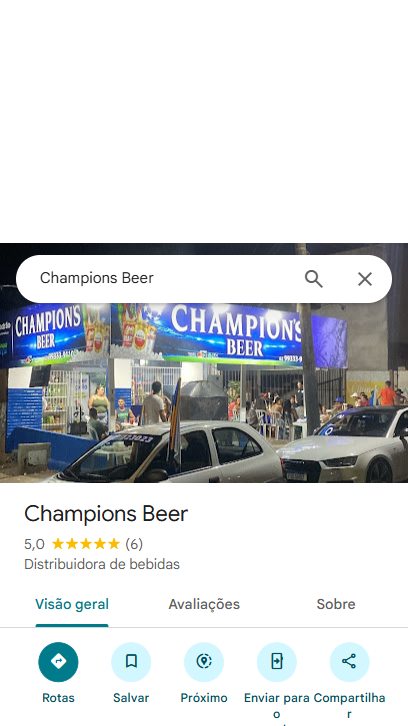 Champions Beer
CHAMPIONS
BEER
CHAMPIONS
BEER
Champions Beer
5,0 (6)
Distribuidora de bebidas
Visão geral
Avaliações
Sobre
Rotas
Salvar
Próximo
Enviar para o
Compartilhar